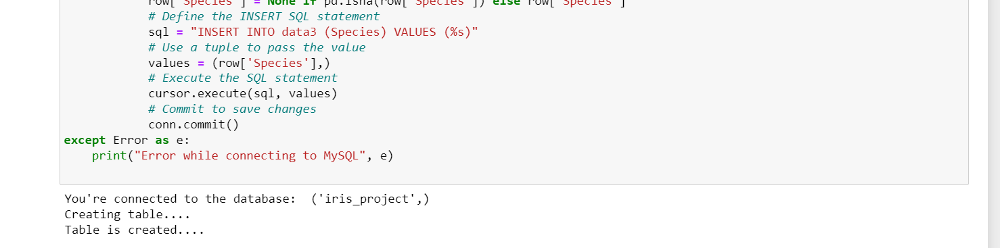 row['Species'] = None if pd.isna(row['Species']) else row['Species']
# Define the INSERT SQL statement
sql = "INSERT INTO data3 (Species) VALUES (%s)"
# Use a tuple to pass the value
values = (row['Species'],)
# Execute the SQL statement
cursor.execute(sql, values)
# Commit to save changes
conn.commit()
except Error as e:
print("Error while connecting to MySQL", e)
You're connected to the database:  ('iris_project',)
Creating table....
Table is created....